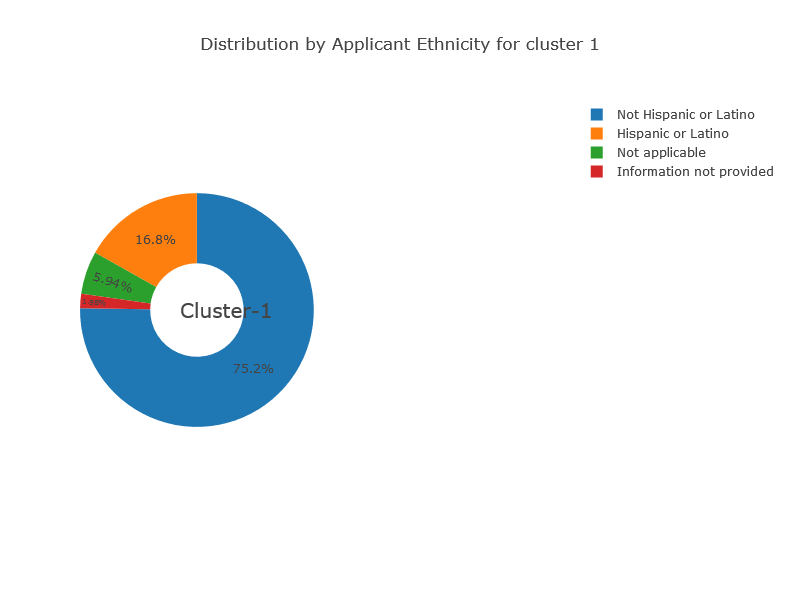 Distribution by Applicant Ethnicity for cluster 1
Not Hispanic or Latino
Hispanic or Latino
Not applicable
Information not provided
16.8%
5.94%
Cluster-1
75.2%